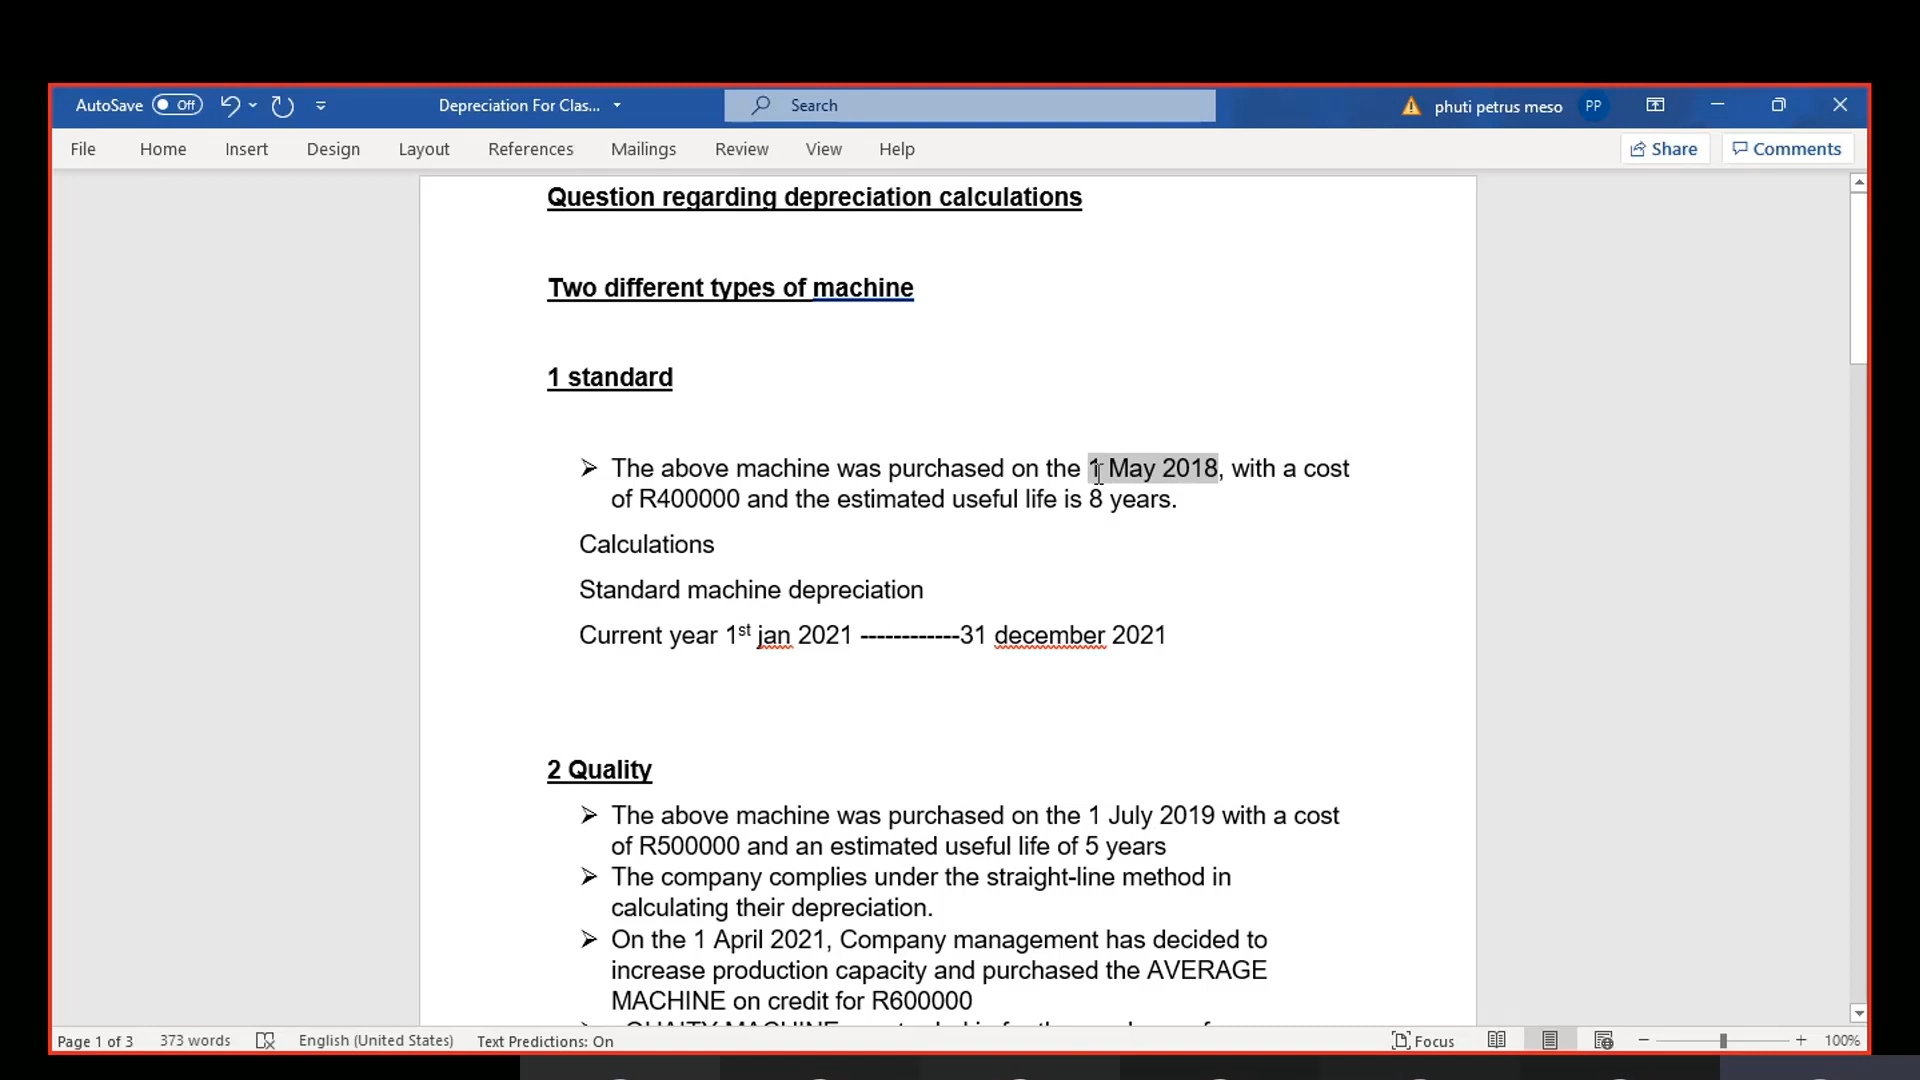 AutoSave Off Depreciation For Clas... Search phuti petrus meso PP
File Home Insert Design Layout References Mailings Review View Help Share Comments
Question regarding depreciation calculations
Two different types of machine
1 standard
➢ The above machine was purchased on the 1 May 2018, with a cost
of R400000 and the estimated useful life is 8 years.
Calculations
Standard machine depreciation
Current year 1st jan 2021 ------------31 december 2021
2 Quality
➢ The above machine was purchased on the 1 July 2019 with a cost
of R500000 and an estimated useful life of 5 years
➢ The company complies under the straight-line method in
calculating their depreciation.
➢ On the 1 April 2021, Company management has decided to
increase production capacity and purchased the AVERAGE
MACHINE on credit for R600000
Page 1 of 3 373 words English (United States) Text Predictions: On Focus 100%